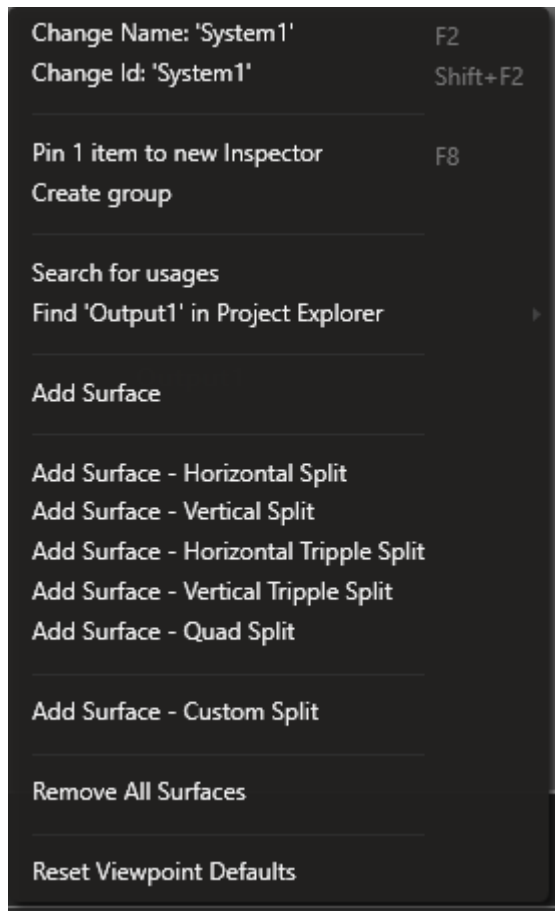 Change Name: 'System1' F2
Change Id: 'System1' Shift+F2
Pin 1 item to new Inspector F8
Create group
Search for usages
Find 'Output1' in Project Explorer
Add Surface
Add Surface - Horizontal Split
Add Surface - Vertical Split
Add Surface - Horizontal Tripple Split
Add Surface - Vertical Tripple Split
Add Surface - Quad Split
Add Surface - Custom Split
Remove All Surfaces
Reset Viewpoint Defaults